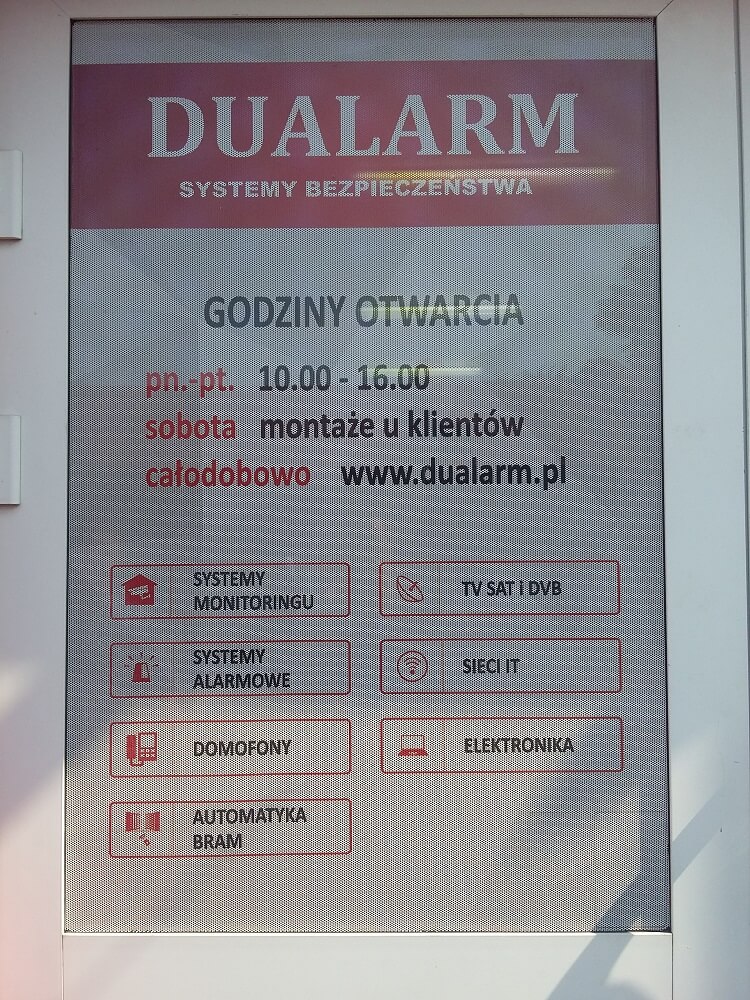 DUALARM
SYSTEMY BEZPIECZEŃSTWA
GODZINY OTWARCIA
pn.-pt. 10.00 - 16.00
sobota montaże u klientów
całodobowo www.dualarm.pl
SYSTEMY
MONITORINGU
TV SAT i DVB
SYSTEMY
ALARMOWE
SIECI IT
DOMOFONY
ELEKTRONIKA
AUTOMATYKA
BRAM